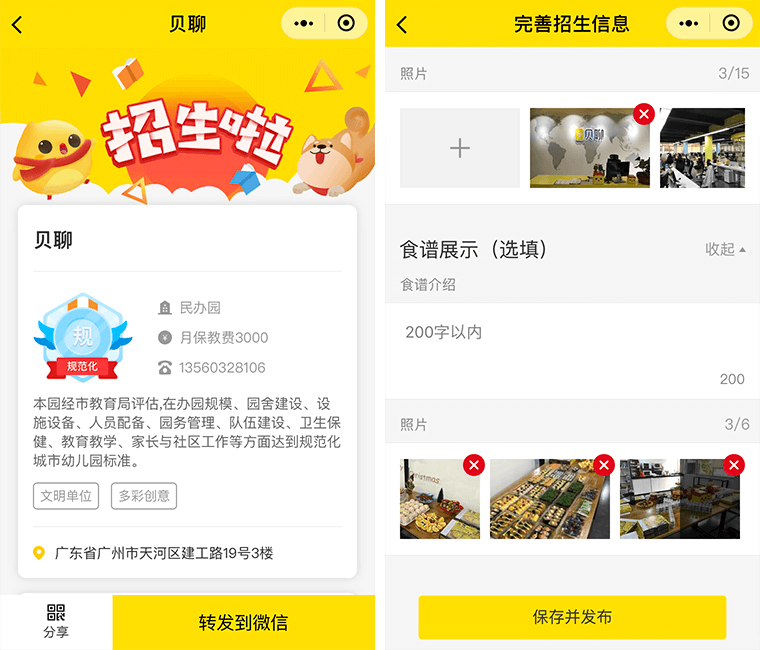 贝聊
招生啦
贝聊
规
规范化
民办园
¥ 月保教费3000
13560328106
本园经市教育局评估,在办园规模、园舍建设、设
施设备、人员配备、园务管理、队伍建设、卫生保
健、教育教学、家长与社区工作等方面达到规范化
城市幼儿园标准。
文明单位 多彩创意
广东省广州市天河区建工路19号3楼
分享
转发到微信
完善招生信息
照片 3/15
贝聊
食谱展示（选填） 收起
食谱介绍
200字以内
200
照片 3/6
保存并发布